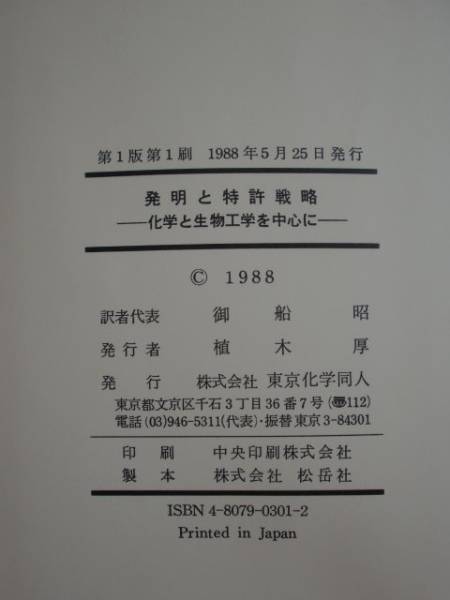 第1版第1刷 1988年5月25日発行
発明と特許戦略
——化学と生物工学を中心に——
© 1988
訳者代表 御船昭
発行者 植木厚
発行 株式会社 東京化学同人
東京都文京区千石3丁目36番7号(〠112)
電話(03)946-5311(代表)・振替東京3-84301
印刷 中央印刷株式会社
製本 株式会社 松岳社
ISBN 4-8079-0301-2
Printed in Japan